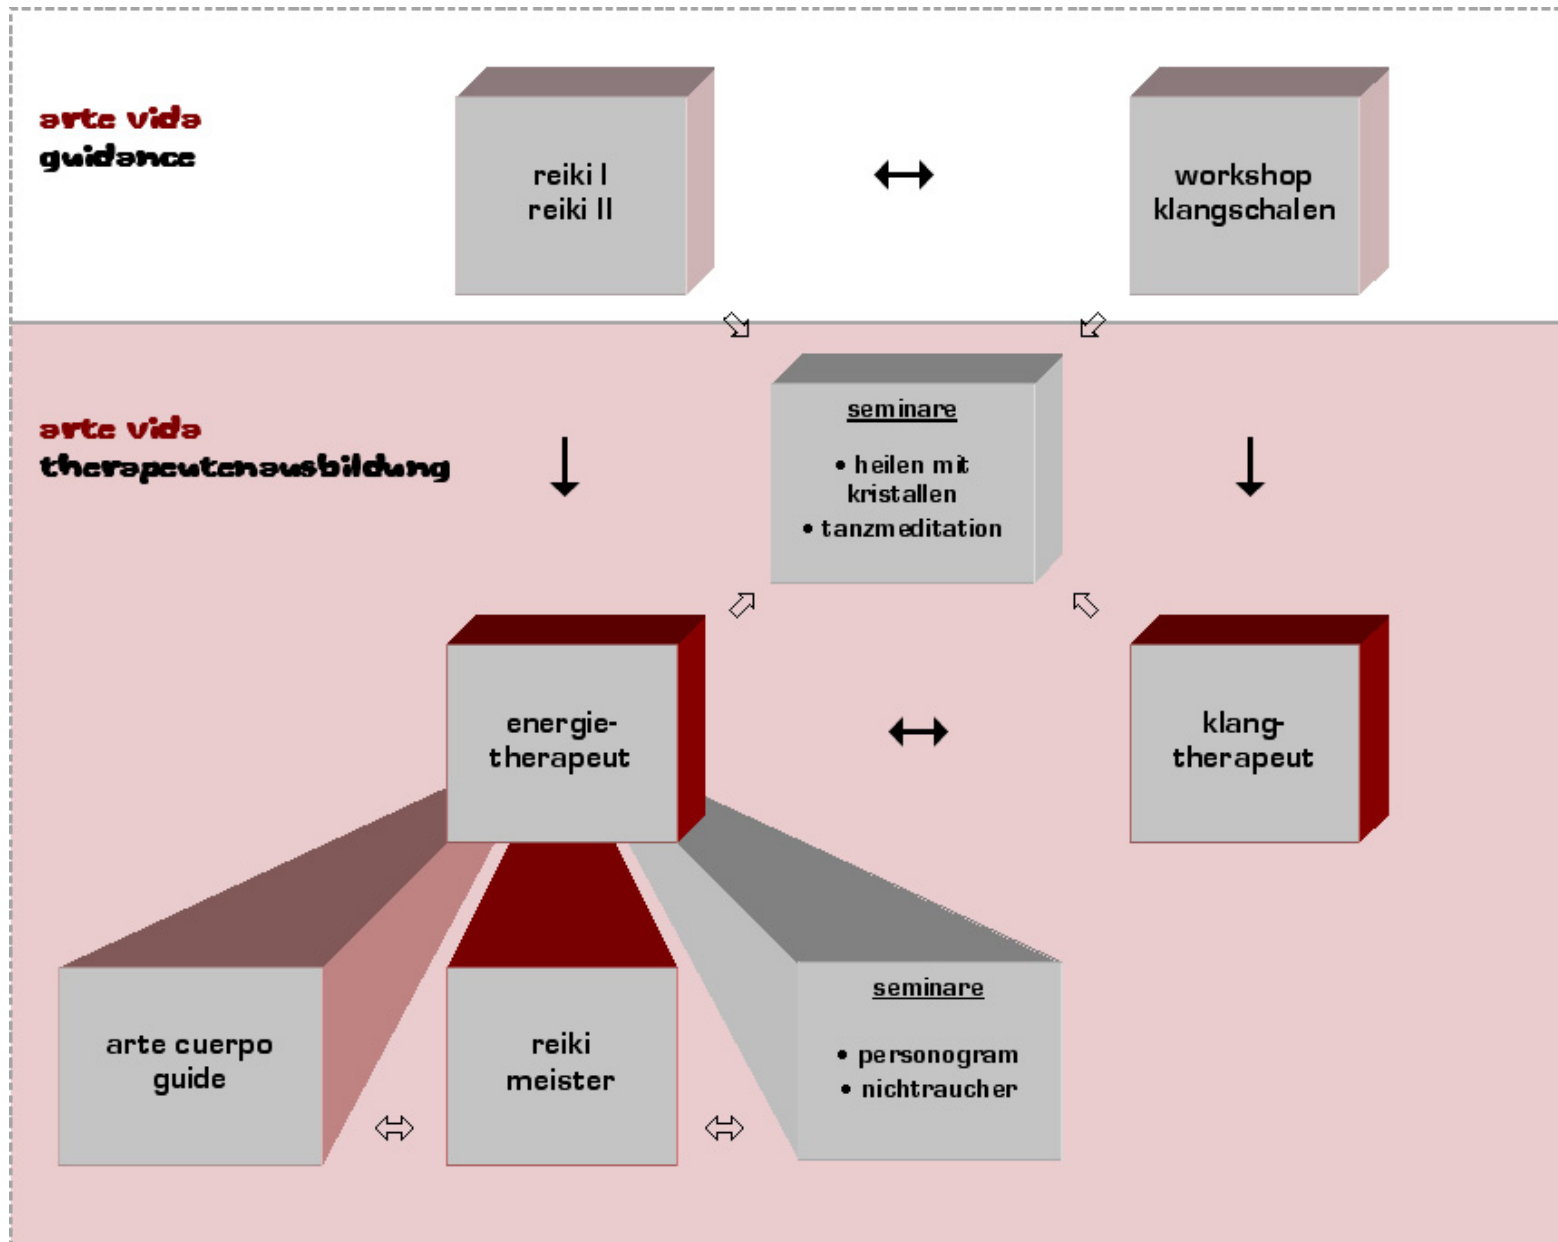 arte vida
guidance
reiki I
reiki II
workshop
klangschalen
arte vida
therapeutenausbildung
seminare
• heilen mit
kristallen
• tanzmeditation
energie-
therapeut
klang-
therapeut
arte cuerpo
guide
reiki
meister
seminare
• personogram
• nichtraucher